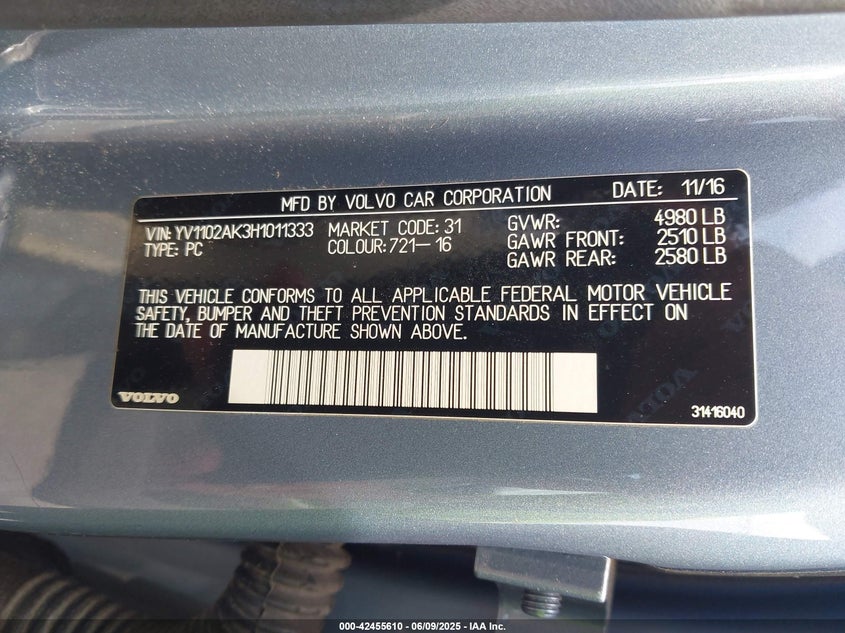 MFD BY VOLVO CAR CORPORATION DATE: 11/16
VIN: YV1102AK3H1011333 MARKET CODE: 31 GVWR: 4980 LB
TYPE: PC COLOUR: 721-16 GAWR FRONT: 2510 LB
GAWR REAR: 2580 LB
THIS VEHICLE CONFORMS TO ALL APPLICABLE FEDERAL MOTOR VEHICLE
SAFETY, BUMPER AND THEFT PREVENTION STANDARDS IN EFFECT ON
THE DATE OF MANUFACTURE SHOWN ABOVE.
VOLVO
31416040
000-42455610 - 06/09/2025 - IAA Inc.